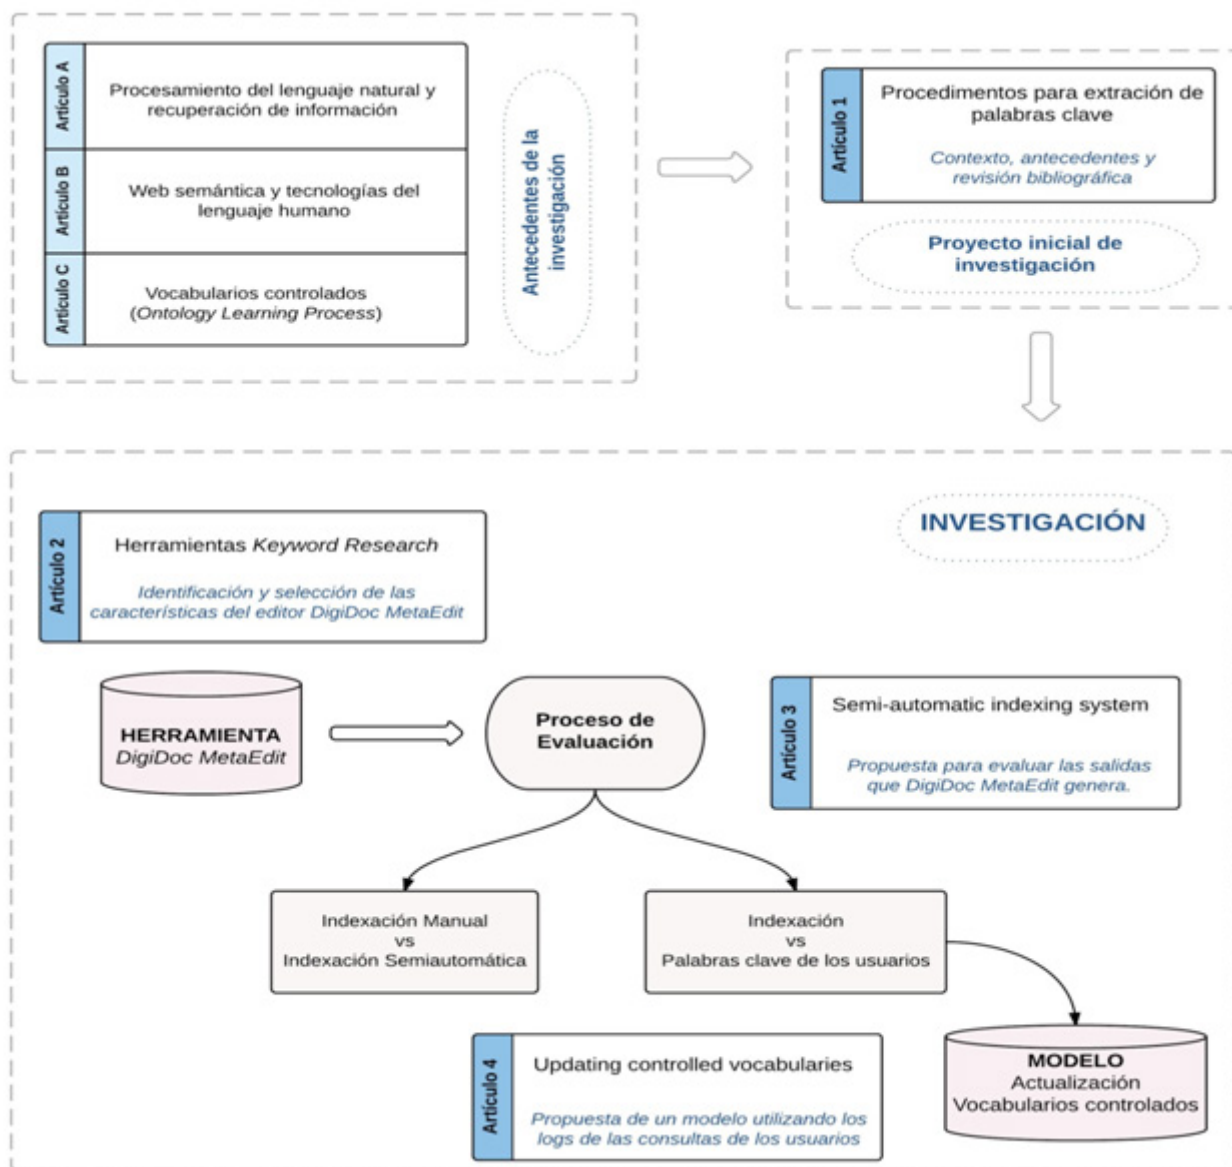 Artículo A
Procesamiento del lenguaje natural y
recuperación de información
Artículo B
Web semántica y tecnologías del
lenguaje humano
Artículo C
Vocabularios controlados
(Ontology Learning Process)
Antecedentes de la
investigación
Artículo 1
Procedimentos para extración de
palabras clave
Contexto, antecedentes y
revisión bibliográfica
Proyecto inicial de
investigación
INVESTIGACIÓN
Artículo 2
Herramientas Keyword Research
Identificación y selección de las
características del editor DigiDoc MetaEdit
HERRAMIENTA
DigiDoc MetaEdit
Proceso de
Evaluación
Artículo 3
Semi-automatic indexing system
Propuesta para evaluar las salidas
que DigiDoc MetaEdit genera.
Indexación Manual
vs
Indexación Semiautomática
Indexación
vs
Palabras clave de los usuarios
Artículo 4
Updating controlled vocabularies
Propuesta de un modelo utilizando los
logs de las consultas de los usuarios
MODELO
Actualización
Vocabularios controlados